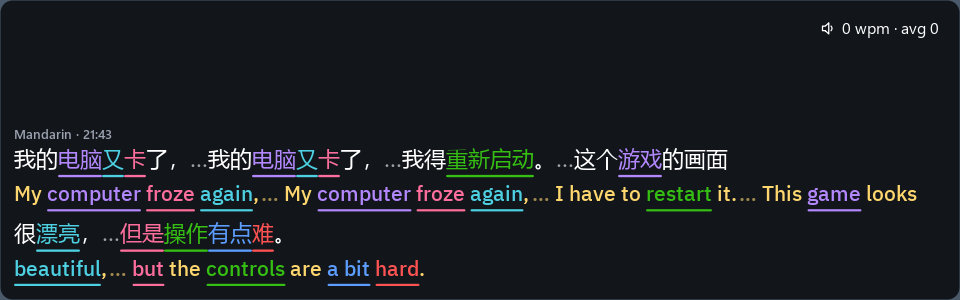 0 wpm · avg 0
Mandarin · 21:43
我的电脑又卡了，...我的电脑又卡了，...我得重新启动。...这个游戏的画面
My computer froze again,... My computer froze again,... I have to restart it.... This game looks
很漂亮，...但是操作有点难。
beautiful,... but the controls are a bit hard.